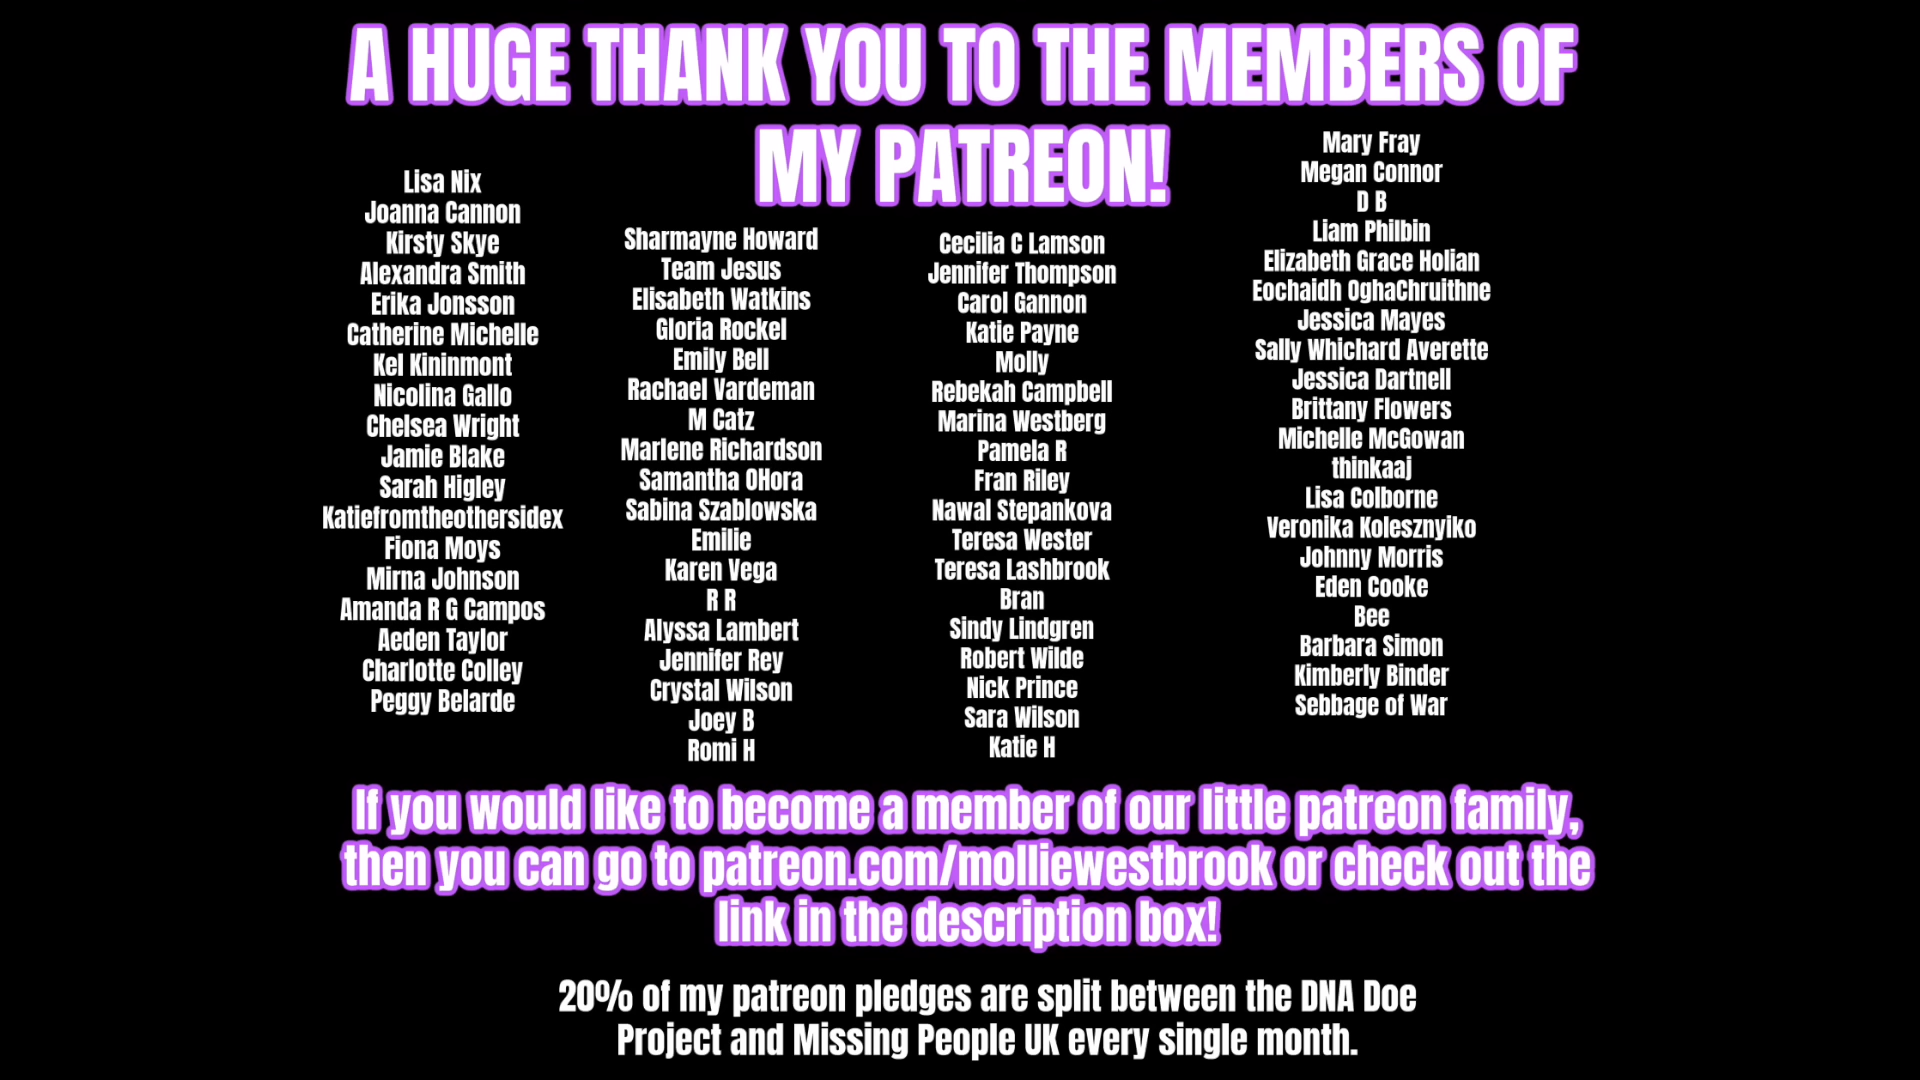 A HUGE THANK YOU TO THE MEMBERS OF
MY PATREON!
Lisa Nix
Joanna Cannon
Kirsty Skye
Alexandra Smith
Erika Jonsson
Catherine Michelle
Kel Kininmont
Nicolina Gallo
Chelsea Wright
Jamie Blake
Sarah Higley
Katiefromtheothersidex
Fiona Moys
Mirna Johnson
Amanda R G Campos
Aeden Taylor
Charlotte Colley
Peggy Belarde
Sharmayne Howard
Team Jesus
Elisabeth Watkins
Gloria Rockel
Emily Bell
Rachael Vardeman
M Catz
Marlene Richardson
Samantha OHora
Sabina Szablowska
Emilie
Karen Vega
R R
Alyssa Lambert
Jennifer Rey
Crystal Wilson
Joey B
Romi H
Cecilia C Lamson
Jennifer Thompson
Carol Gannon
Katie Payne
Molly
Rebekah Campbell
Marina Westberg
Pamela R
Fran Riley
Nawal Stepankova
Teresa Wester
Teresa Lashbrook
Bran
Sindy Lindgren
Robert Wilde
Nick Prince
Sara Wilson
Katie H
Mary Fray
Megan Connor
D B
Liam Philbin
Elizabeth Grace Holian
Eochaidh OghaChruithne
Jessica Mayes
Sally Whichard Averette
Jessica Dartnell
Brittany Flowers
Michelle McGowan
thinkaaj
Lisa Colborne
Veronika Kolesznyiko
Johnny Morris
Eden Cooke
Bee
Barbara Simon
Kimberly Binder
Sebbage of War
If you would like to become a member of our little patreon family,
then you can go to patreon.com/molliewestbrook or check out the
link in the description box!
20% of my patreon pledges are split between the DNA Doe
Project and Missing People UK every single month.